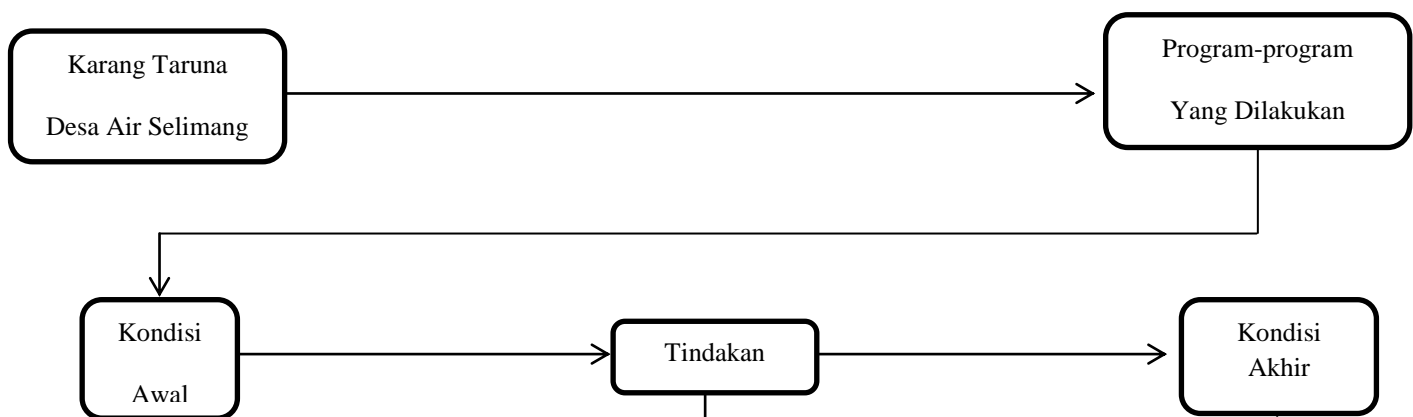 Karang Taruna
Desa Air Selimang
Program-program
Yang Dilakukan
Kondisi
Awal
Tindakan
Kondisi
Akhir